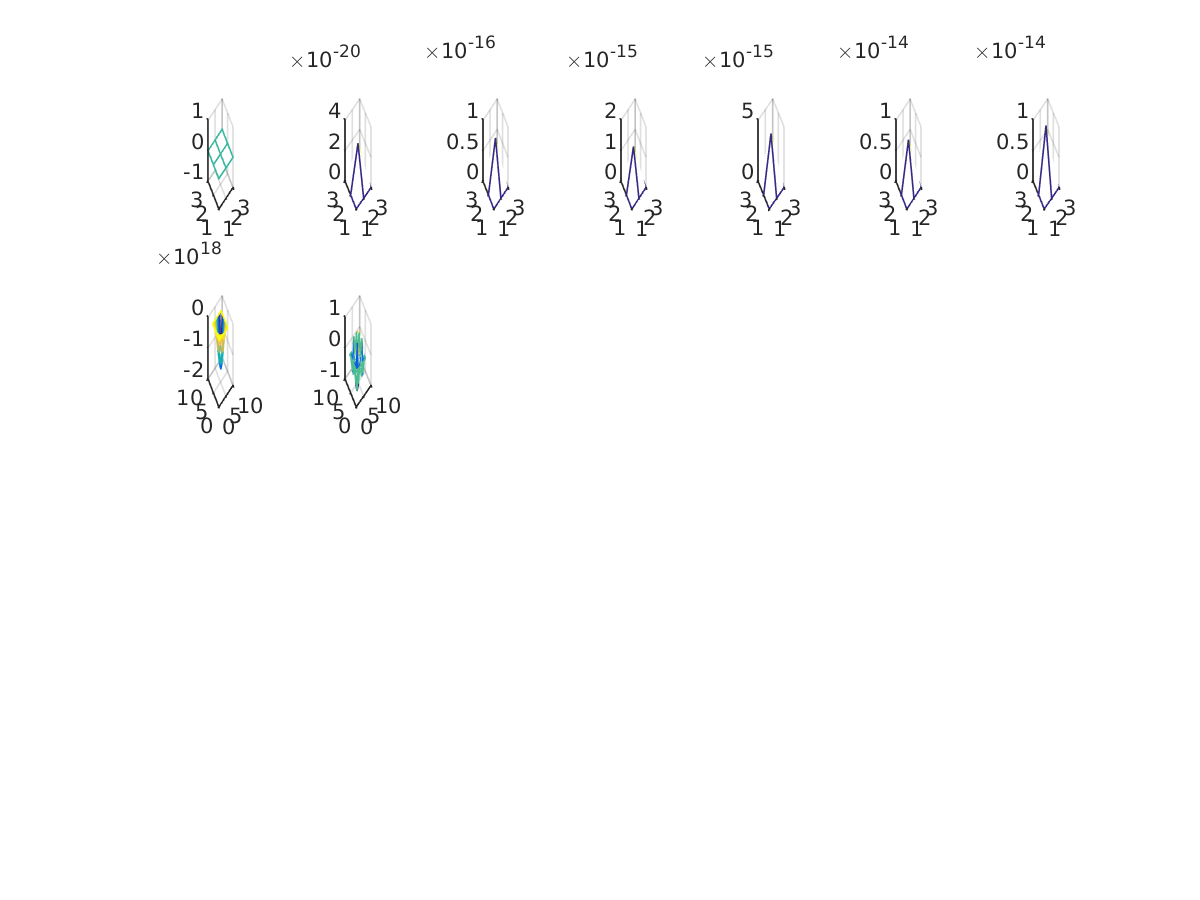 ×10^-20 ×10^-16 ×10^-15 ×10^-15 ×10^-14 ×10^-14
1 4 1 2 5 1 1
0 2 0.5 1 0.5 0.5
-1 0 0 0 0 0 0
3 3 3 3 3 3 3 3 3 3 3 3 3 3
2 2 2 2 2 2 2 2 2 2 2 2 2 2
1 1 1 1 1 1 1 1 1 1 1 1 1 1
×10^18
0 1
-1 0
-2 -1
10 10 10 10
5 5 5 5
0 0 0 0